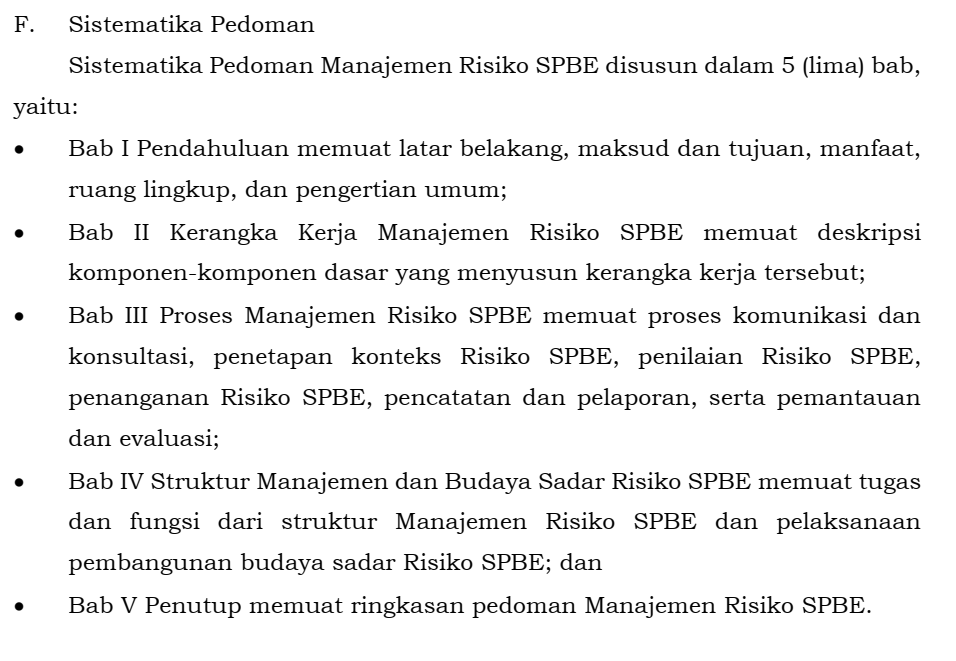 F. Sistematika Pedoman
Sistematika Pedoman Manajemen Risiko SPBE disusun dalam 5 (lima) bab,
yaitu:
• Bab I Pendahuluan memuat latar belakang, maksud dan tujuan, manfaat,
ruang lingkup, dan pengertian umum;
• Bab II Kerangka Kerja Manajemen Risiko SPBE memuat deskripsi
komponen-komponen dasar yang menyusun kerangka kerja tersebut;
• Bab III Proses Manajemen Risiko SPBE memuat proses komunikasi dan
konsultasi, penetapan konteks Risiko SPBE, penilaian Risiko SPBE,
penanganan Risiko SPBE, pencatatan dan pelaporan, serta pemantauan
dan evaluasi;
• Bab IV Struktur Manajemen dan Budaya Sadar Risiko SPBE memuat tugas
dan fungsi dari struktur Manajemen Risiko SPBE dan pelaksanaan
pembangunan budaya sadar Risiko SPBE; dan
• Bab V Penutup memuat ringkasan pedoman Manajemen Risiko SPBE.